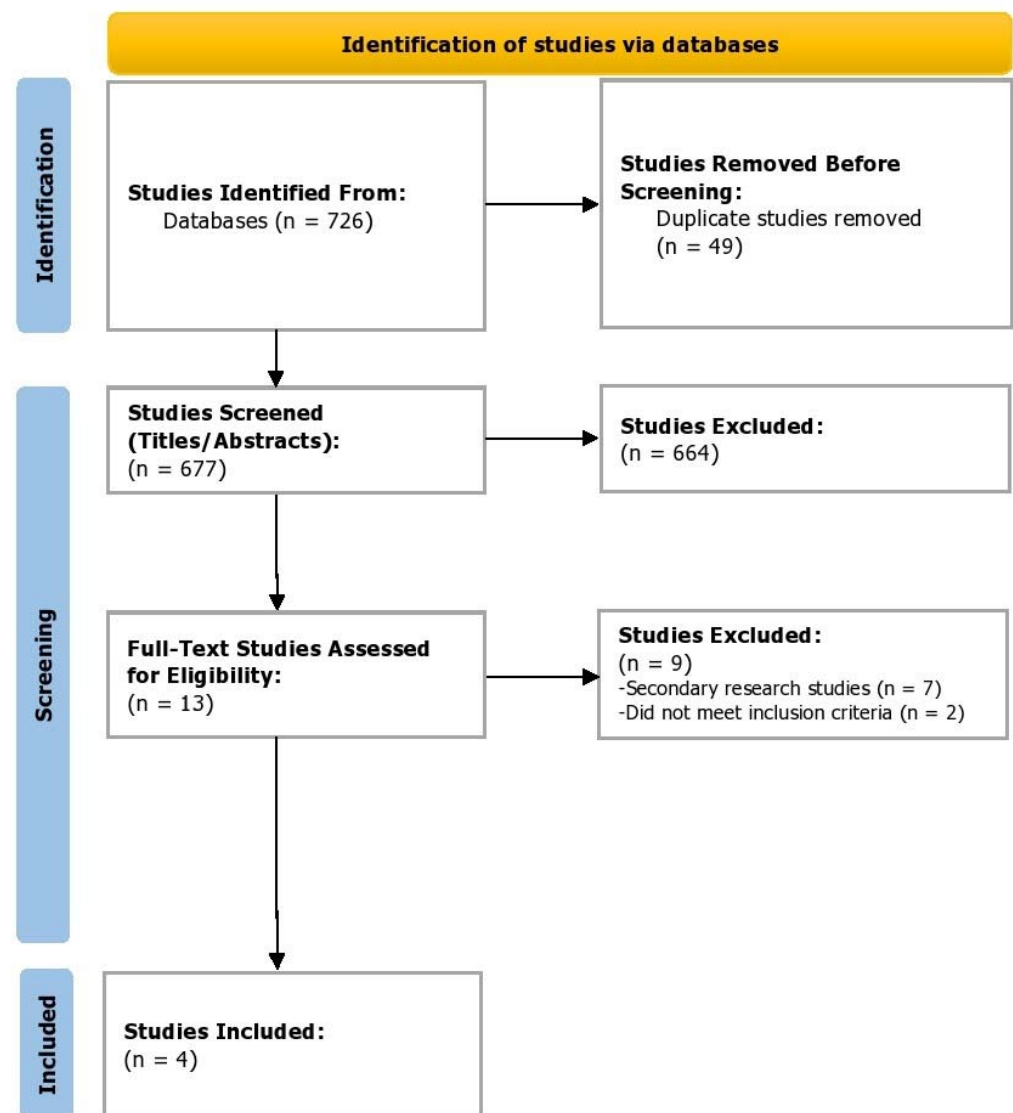 Identification of studies via databases
Identification
Studies Identified From:
Databases (n = 726)
Studies Removed Before
Screening:
Duplicate studies removed
(n = 49)
Screening
Studies Screened
(Titles/Abstracts):
(n = 677)
Studies Excluded:
(n = 664)
Full-Text Studies Assessed
for Eligibility:
(n = 13)
Studies Excluded:
(n = 9)
-Secondary research studies (n = 7)
-Did not meet inclusion criteria (n = 2)
Included
Studies Included:
(n = 4)